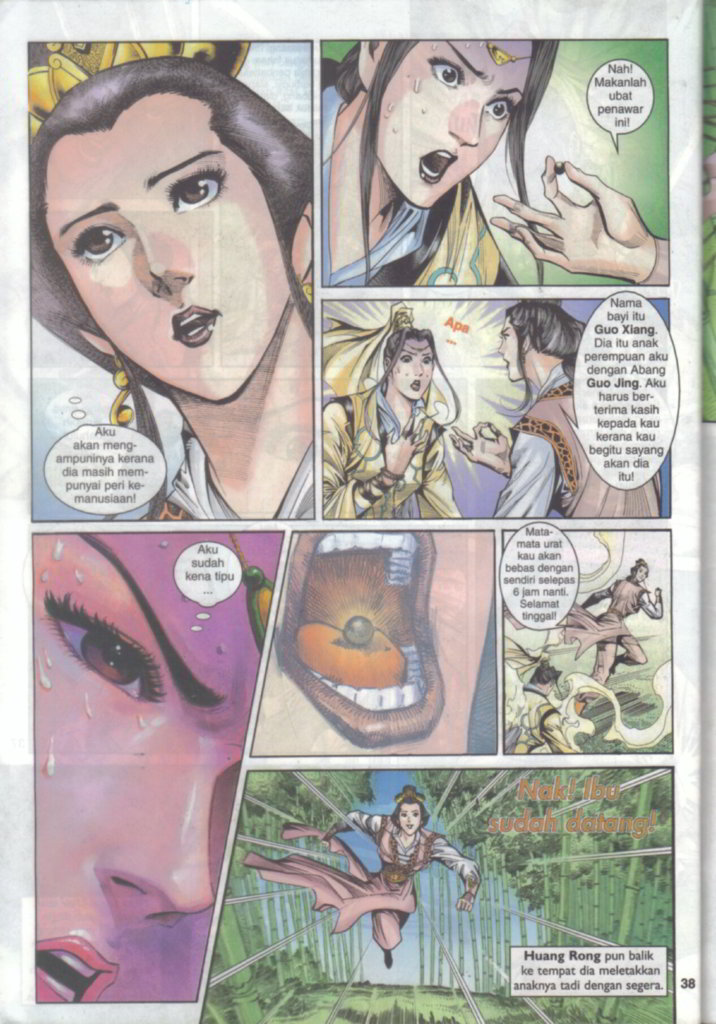 Aku
akan meng-
ampuninya kerana
dia masih mem-
punyai peri ke-
manusiaan!
Nah!
Makanlah
ubat
penawar
ini!
Apa
...
Nama
bayi itu
Guo Xiang.
Dia itu anak
perempuan aku
dengan Abang
Guo Jing. Aku
harus ber-
terima kasih
kepada kau
kerana kau
begitu sayang
akan dia
itu!
Aku
sudah
kena tipu
...
Mata-
mata urat
kau akan
bebas dengan
sendiri selepas
6 jam nanti.
Selamat
tinggal!
Nak! Ibu
sudah datang!
Huang Rong pun balik
ke tempat dia meletakkan
anaknya tadi dengan segera.
38